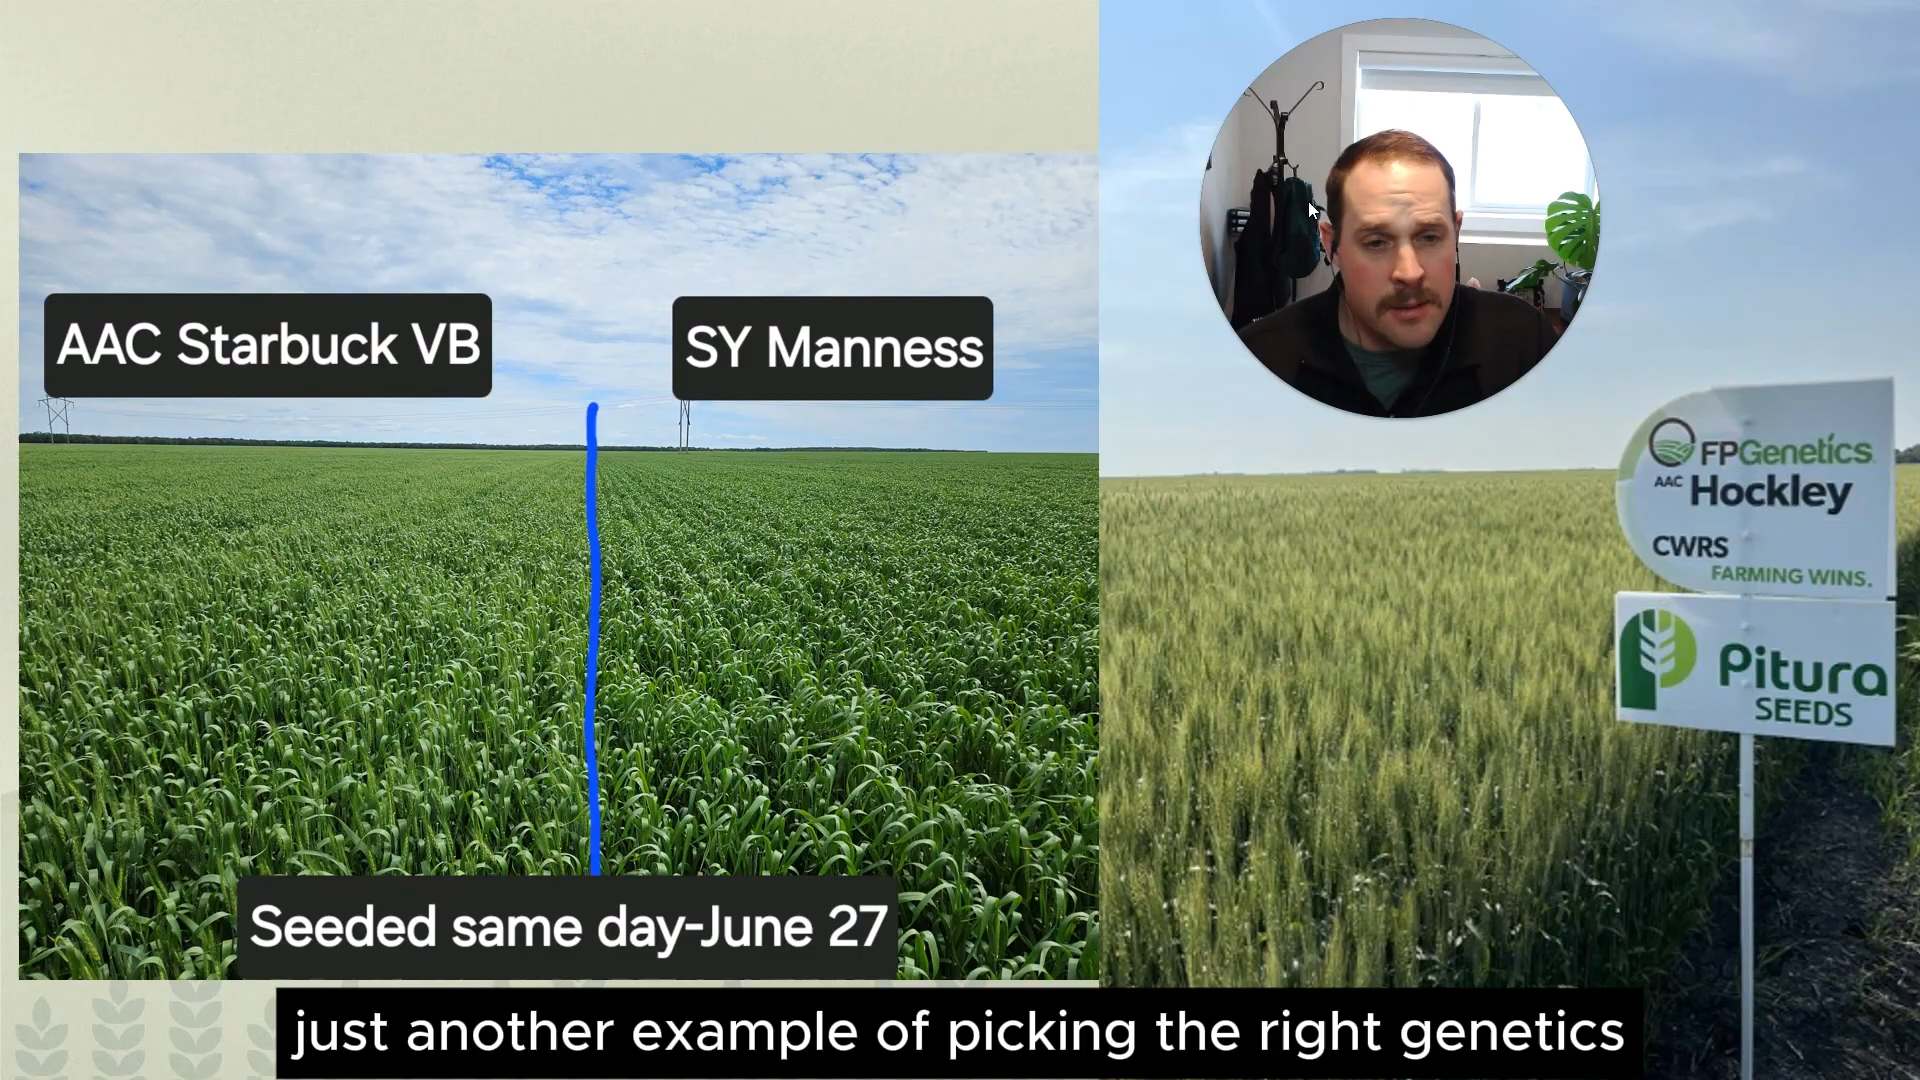 AAC Starbuck VB
SY Manness
Seeded same day-June 27
FPGenetics
AAC Hockley
CWRS
FARMING WINS.
Pitura
SEEDS
just another example of picking the right genetics